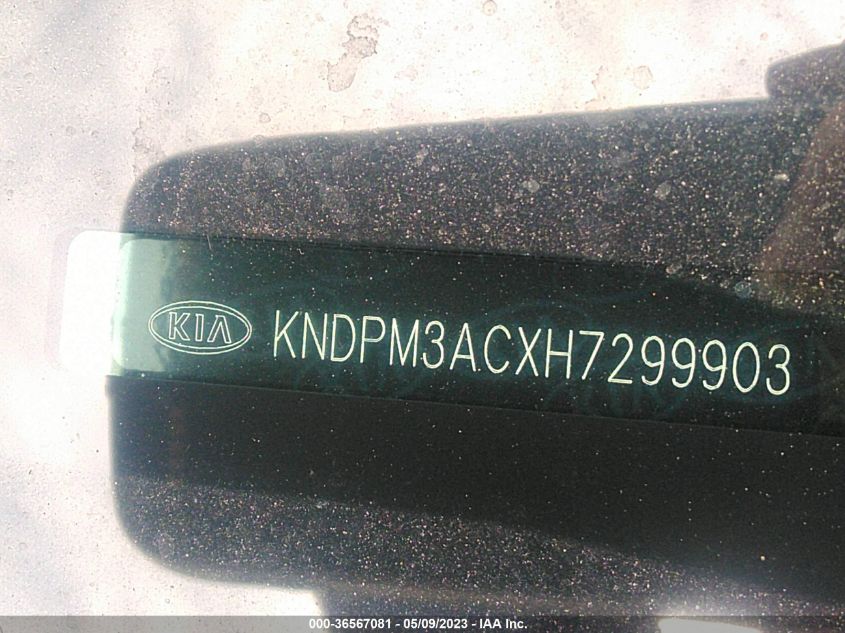 KIA KNDPM3ACXH7299903
000-36567081 - 05/09/2023 - IAA Inc.